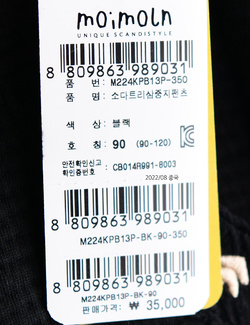 moimoln
UNIQUE SCANDISTYLE
8 809863 989031
품 번: M224KPB13P-350
품 명: 소다트리심종지팬츠
색 상: 블랙
호 칭: 90 (90-120)
안전확인신고
확인증번호 : CB014R991-8003
2022/08 중국
8 809863 989031
M224KPB13P-BK-90-350
8 809863 989031
M224KPB13P-BK-90
판매가격: ₩ 35,000